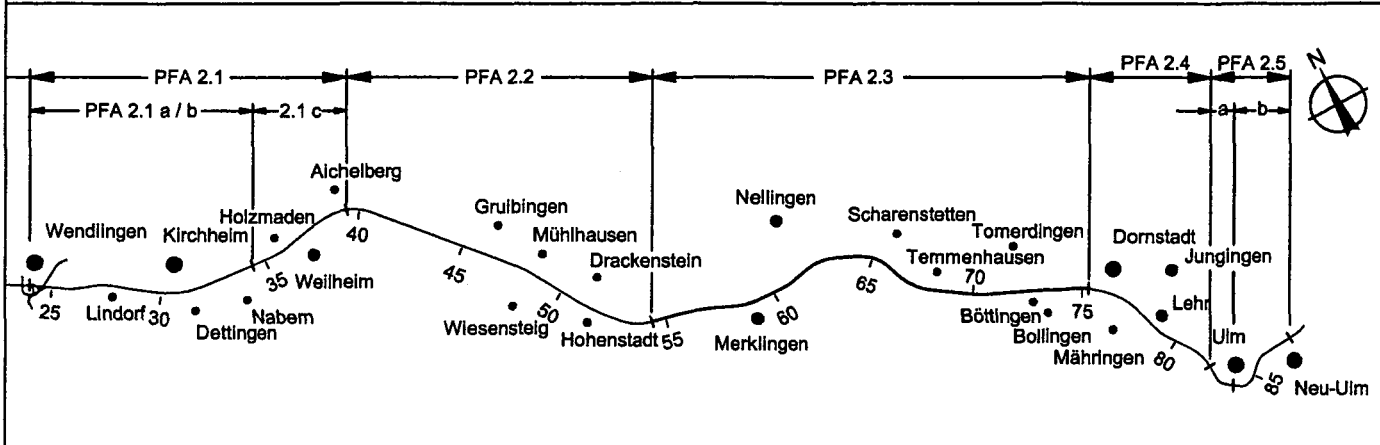 PFA 2.1
PFA 2.2
PFA 2.3
PFA 2.4
PFA 2.5
N
PFA 2.1 a / b
2.1 c
a
b
Aichelberg
Wendlingen
Kirchheim
Holzmaden
Weilheim
Lindorf
Dettingen
Nabern
Gruibingen
Mühlhausen
Drackenstein
Wiesensteig
Hohenstadt
Nellingen
Merklingen
Scharenstetten
Temmenhausen
Tomerdingen
Böttingen
Bollingen
Mähringen
Dornstadt
Jungingen
Lehr
Ulm
Neu-Ulm
25
30
35
40
45
50
55
60
65
70
75
80
85